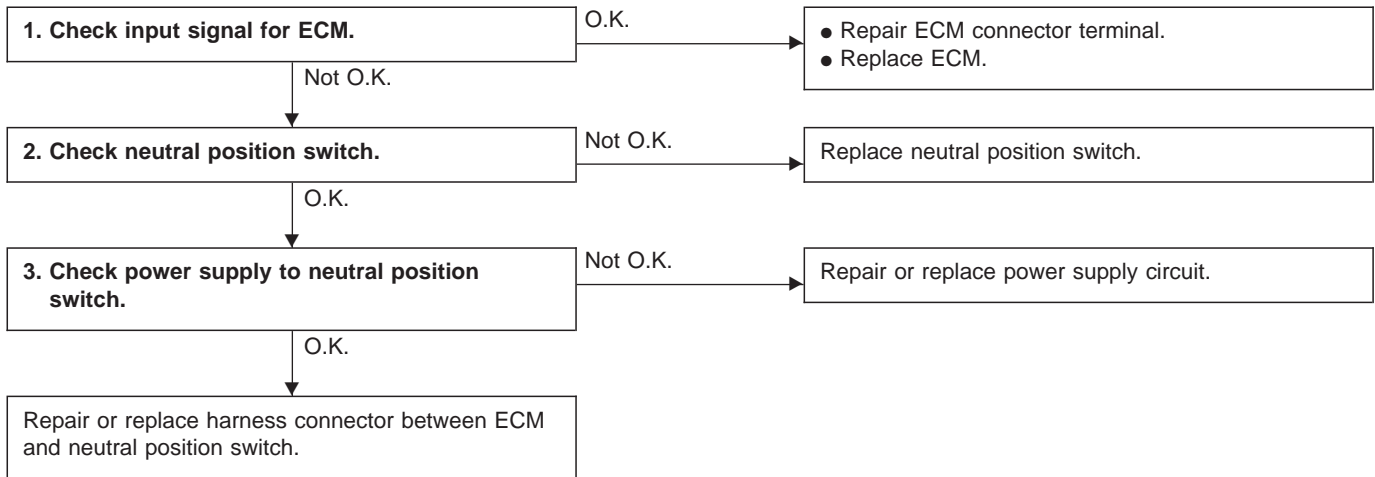 1. Check input signal for ECM.
O.K.
● Repair ECM connector terminal.
● Replace ECM.
Not O.K.
2. Check neutral position switch.
Not O.K.
Replace neutral position switch.
O.K.
3. Check power supply to neutral position
switch.
Not O.K.
Repair or replace power supply circuit.
O.K.
Repair or replace harness connector between ECM
and neutral position switch.